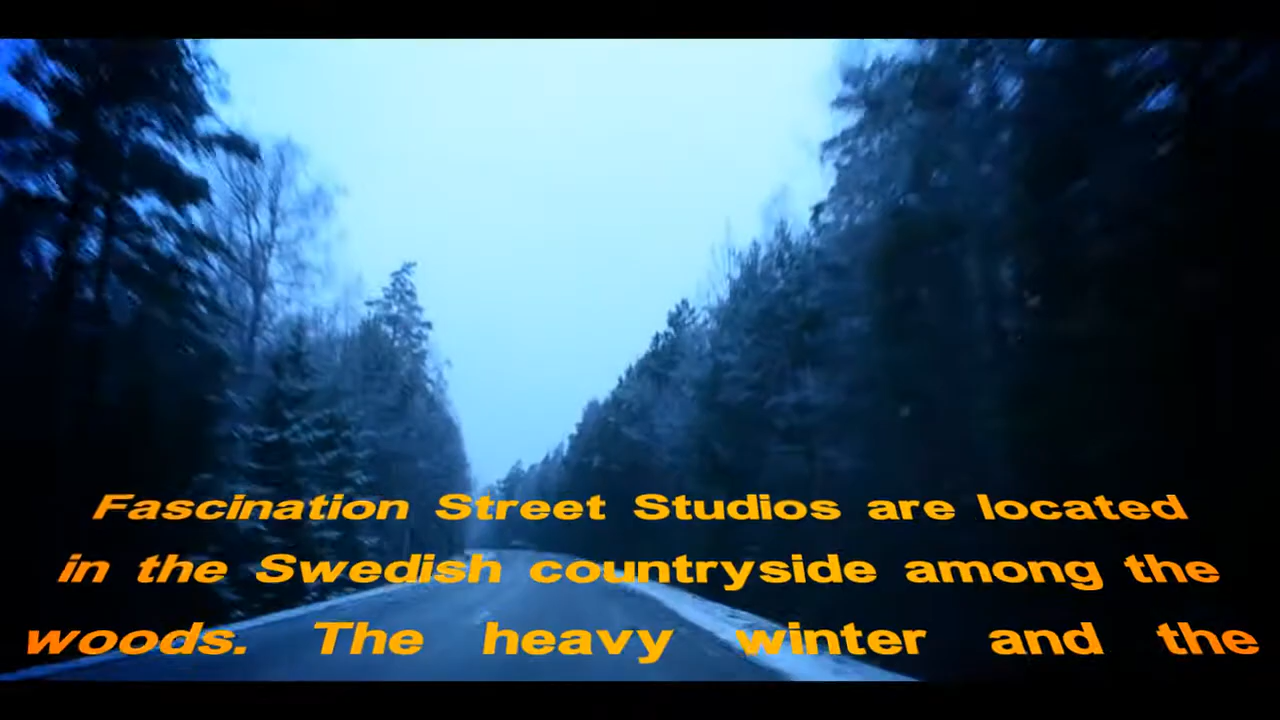 Fascination Street Studios are located
in the Swedish countryside among the
woods. The heavy winter and the